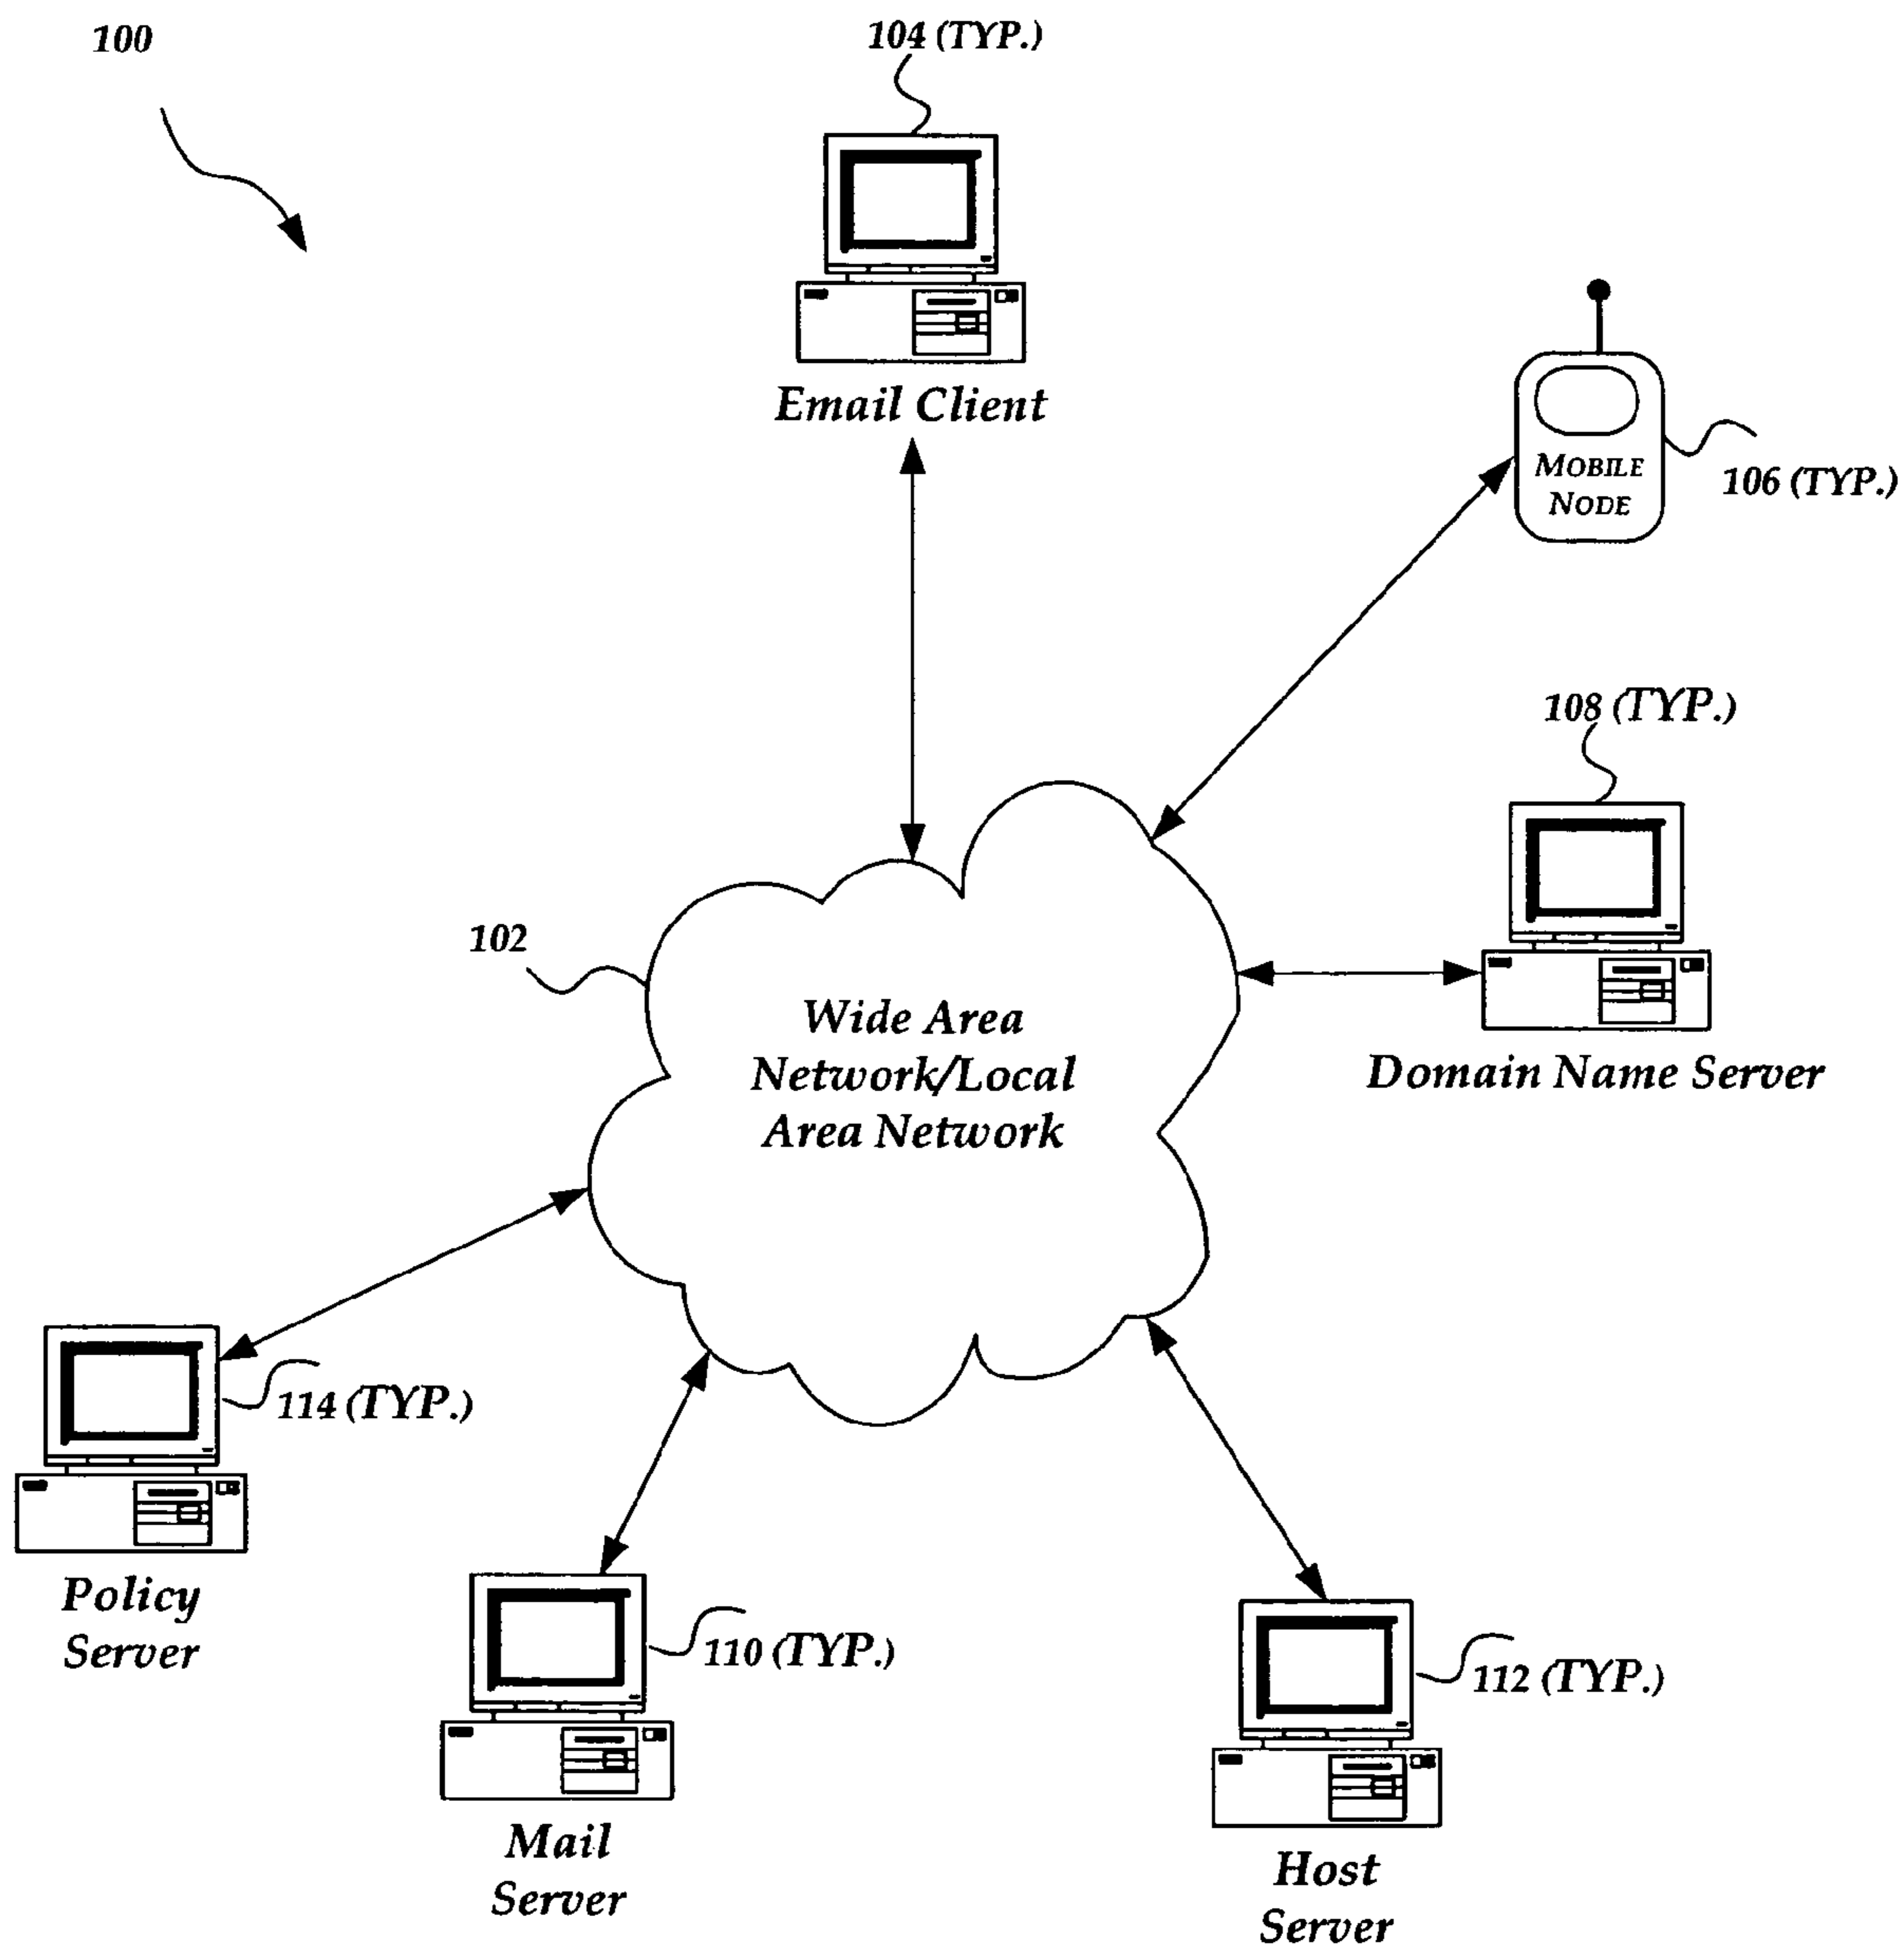 100
104 (TYP.)
Email Client
MOBILE
NODE
106 (TYP.)
108 (TYP.)
Domain Name Server
102
Wide Area
Network/Local
Area Network
114 (TYP.)
Policy
Server
110 (TYP.)
Mail
Server
112 (TYP.)
Host
Server